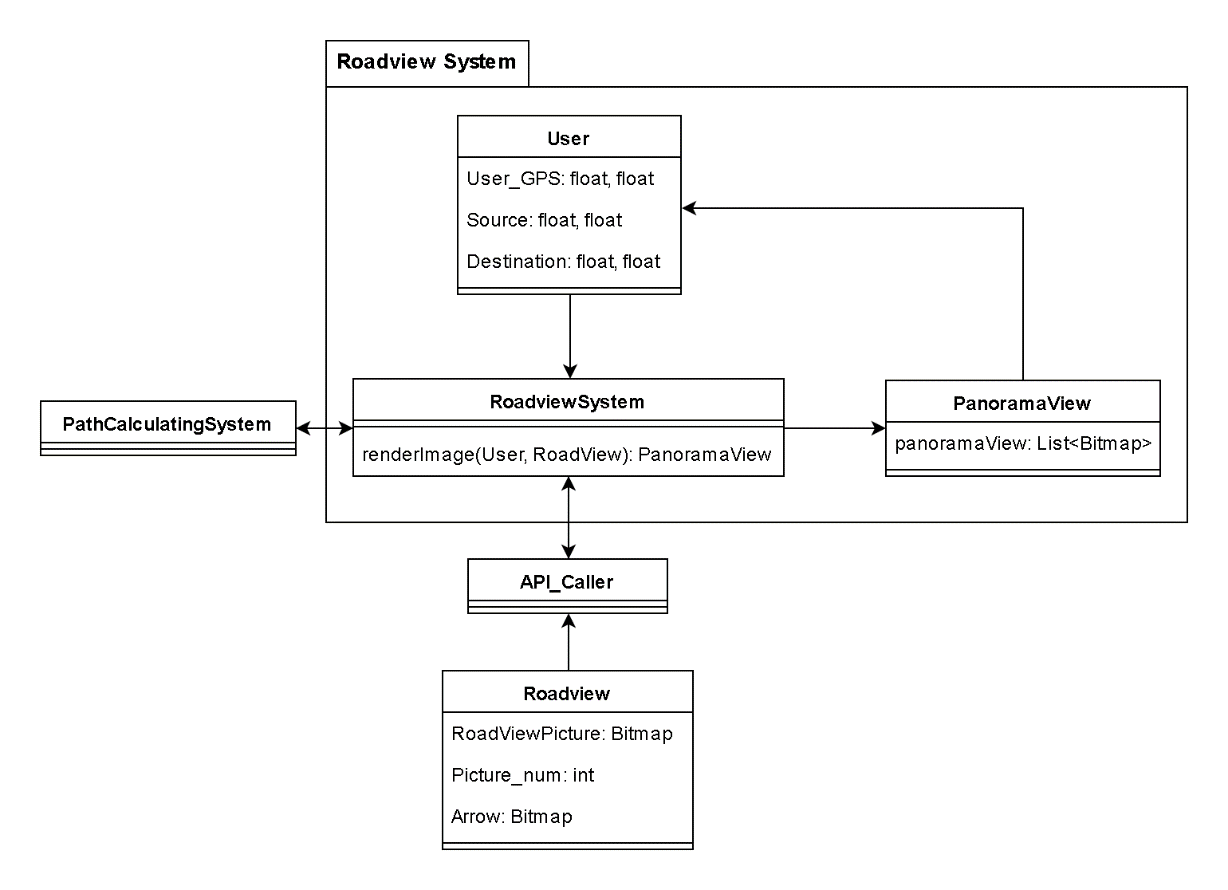 Roadview System
User
User_GPS: float, float
Source: float, float
Destination: float, float
RoadviewSystem
renderImage(User, RoadView): PanoramaView
PanoramaView
panoramaView: List<Bitmap>
PathCalculatingSystem
API_Caller
Roadview
RoadViewPicture: Bitmap
Picture_num: int
Arrow: Bitmap